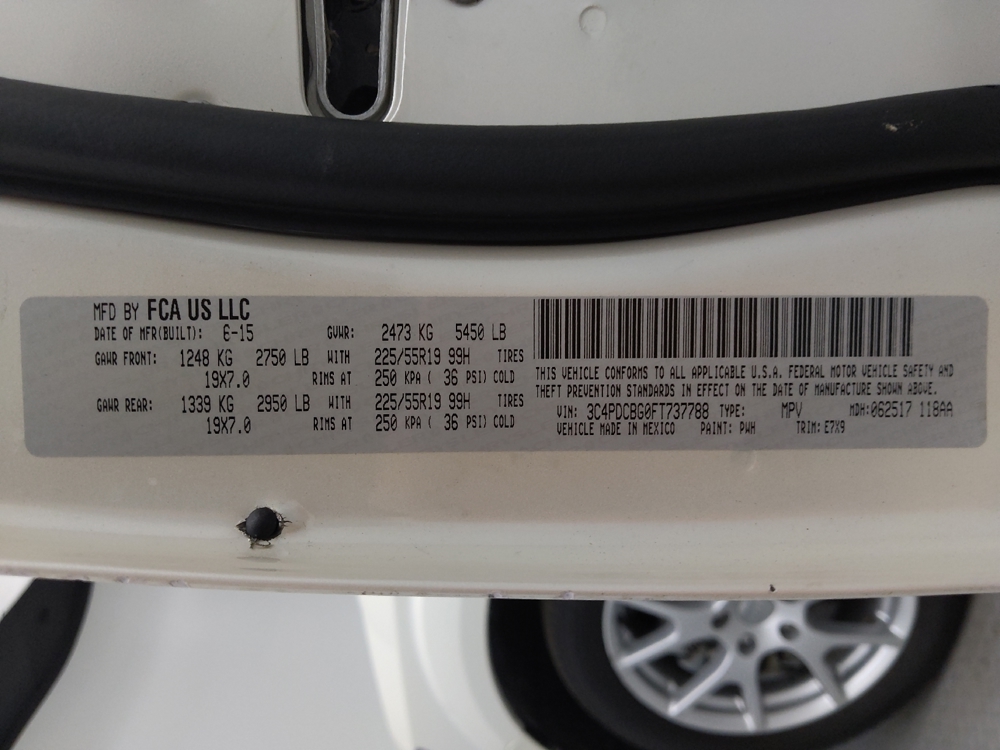 MFD BY FCA US LLC
DATE OF MFR(BUILT): 6-15 GVWR: 2473 KG 5450 LB
GAWR FRONT: 1248 KG 2750 LB WITH 225/55R19 99H TIRES
19X7.0 RIMS AT 250 KPA ( 36 PSI) COLD
GAWR REAR: 1339 KG 2950 LB WITH 225/55R19 99H TIRES
19X7.0 RIMS AT 250 KPA ( 36 PSI) COLD
THIS VEHICLE CONFORMS TO ALL APPLICABLE U.S.A. FEDERAL MOTOR VEHICLE SAFETY AND
THEFT PREVENTION STANDARDS IN EFFECT ON THE DATE OF MANUFACTURE SHOWN ABOVE.
VIN: 3C4PDCBG0FT737788 TYPE: MPV MDH: 062517 118AA
VEHICLE MADE IN MEXICO PAINT: PWH TRIM: E7X9